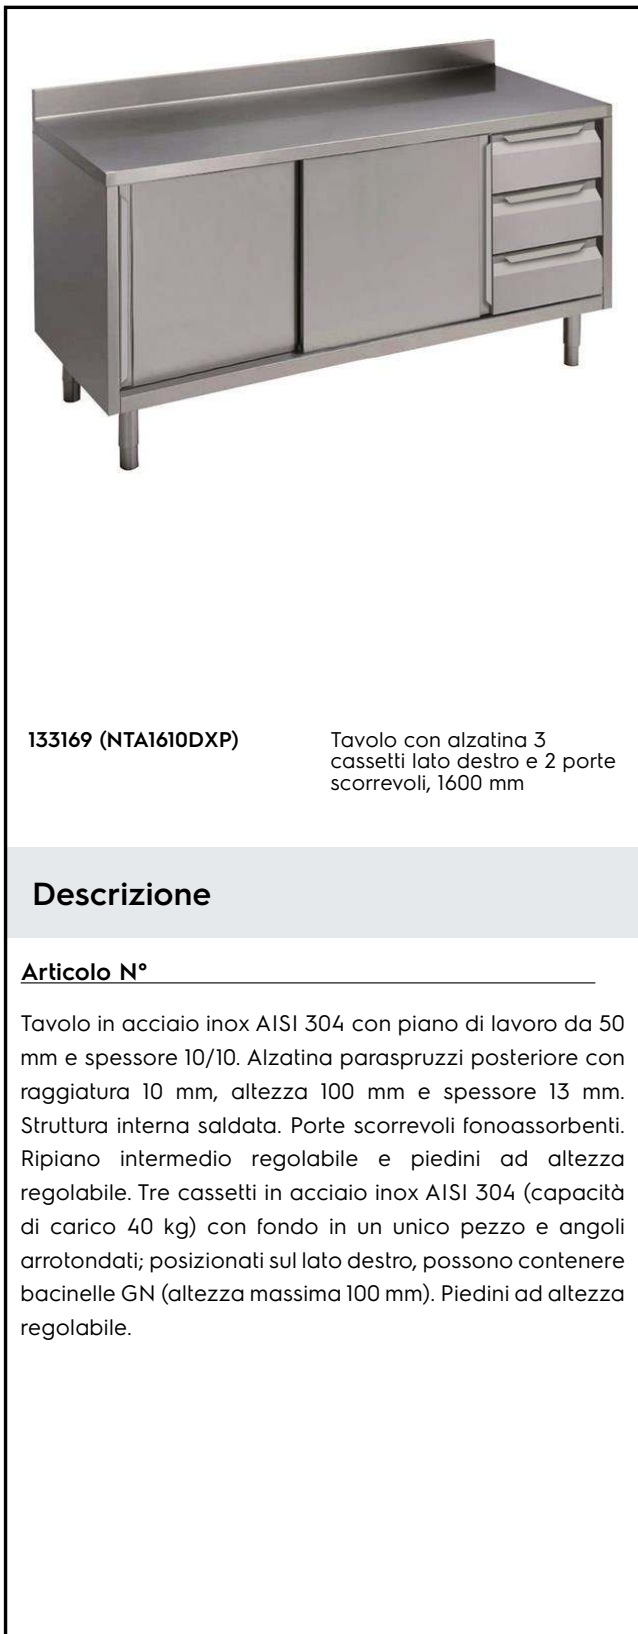 133169 (NTA1610DXP)
Tavolo con alzatina 3
cassetti lato destro e 2 porte
scorrevoli, 1600 mm
Descrizione
Articolo N°
Tavolo in acciaio inox AISI 304 con piano di lavoro da 50
mm e spessore 10/10. Alzatina paraspruzzi posteriore con
raggiatura 10 mm, altezza 100 mm e spessore 13 mm.
Struttura interna saldata. Porte scorrevoli fonoassorbenti.
Ripiano intermedio regolabile e piedini ad altezza
regolabile. Tre cassetti in acciaio inox AISI 304 (capacità
di carico 40 kg) con fondo in un unico pezzo e angoli
arrotondati; posizionati sul lato destro, possono contenere
bacinelle GN (altezza massima 100 mm). Piedini ad altezza
regolabile.